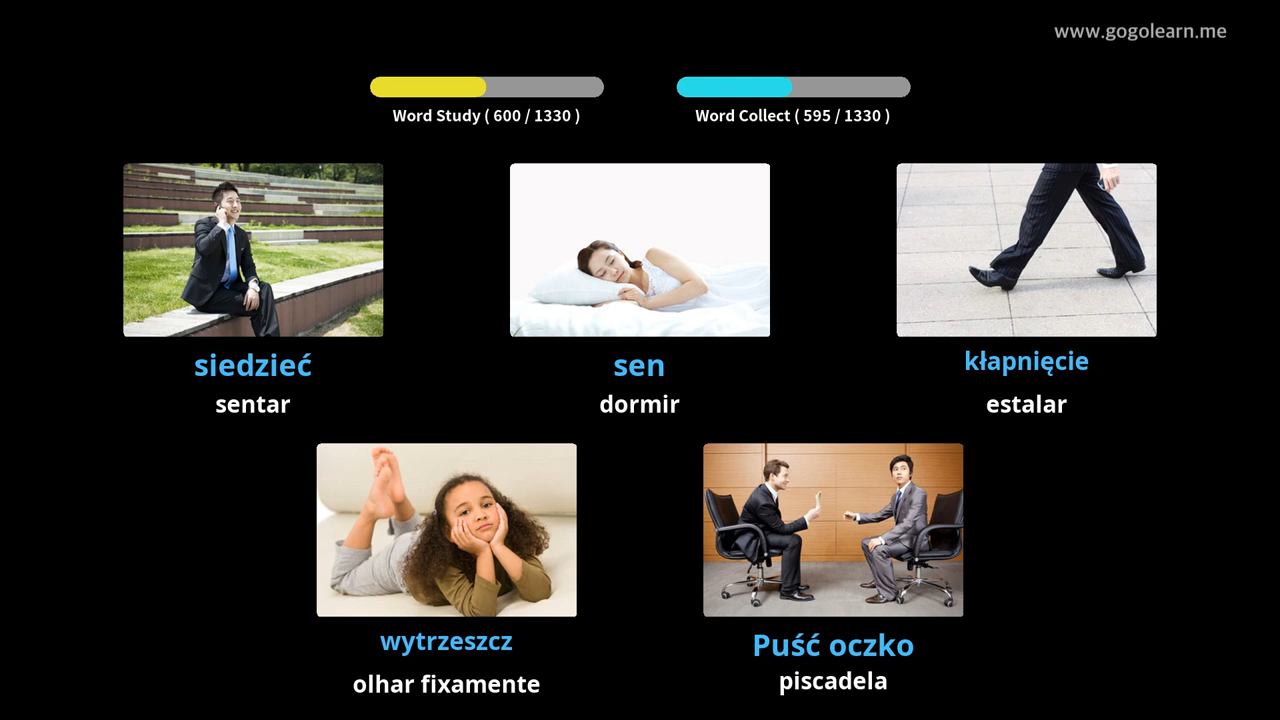 www.gogolearn.me
Word Study ( 600 / 1330 )
Word Collect ( 595 / 1330 )
siedzieć
sentar
sen
dormir
kłapnięcie
estalar
wytrzeszcz
olhar fixamente
Puść oczko
piscadela